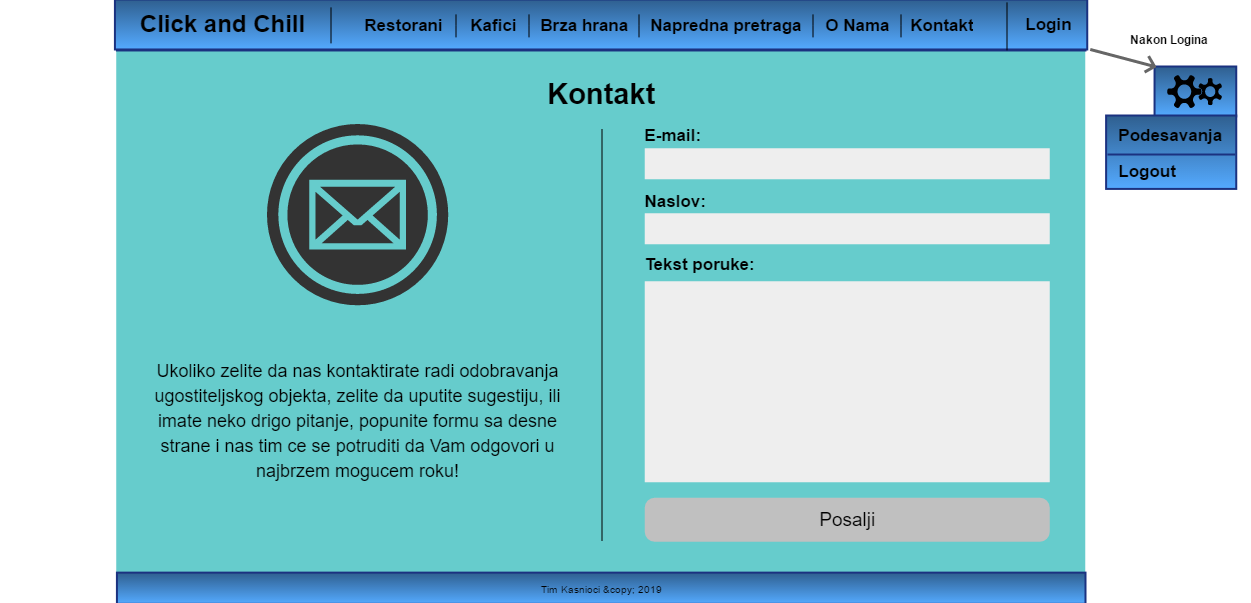 Click and Chill
Restorani
Kafici
Brza hrana
Napredna pretraga
O Nama
Kontakt
Login
Nakon Logina
Podesavanja
Logout
Kontakt
Ukoliko zelite da nas kontaktirate radi odobravanja
ugostiteljskog objekta, zelite da uputite sugestiju, ili
imate neko drigo pitanje, popunite formu sa desne
strane i nas tim ce se potruditi da Vam odgovori u
najbrzem mogucem roku!
E-mail:
Naslov:
Tekst poruke:
Posalji
Tim Kasnioci &copy; 2019